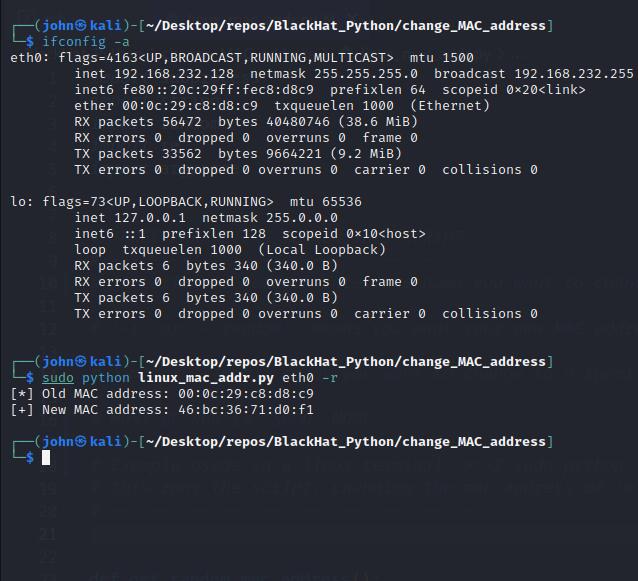 ┌──(john㉿kali)-[~/Desktop/repos/BlackHat_Python/change_MAC_address]
└─$ ifconfig -a
eth0: flags=4163<UP,BROADCAST,RUNNING,MULTICAST>  mtu 1500
        inet 192.168.232.128  netmask 255.255.255.0  broadcast 192.168.232.255
        inet6 fe80::20c:29ff:fec8:d8c9  prefixlen 64  scopeid 0x20<link>
        ether 00:0c:29:c8:d8:c9  txqueuelen 1000  (Ethernet)
        RX packets 56472  bytes 40480746 (38.6 MiB)
        RX errors 0  dropped 0  overruns 0  frame 0
        TX packets 33562  bytes 9664221 (9.2 MiB)
        TX errors 0  dropped 0 overruns 0  carrier 0  collisions 0

lo: flags=73<UP,LOOPBACK,RUNNING>  mtu 65536
        inet 127.0.0.1  netmask 255.0.0.0
        inet6 ::1  prefixlen 128  scopeid 0x10<host>
        loop  txqueuelen 1000  (Local Loopback)
        RX packets 6  bytes 340 (340.0 B)
        RX errors 0  dropped 0  overruns 0  frame 0
        TX packets 6  bytes 340 (340.0 B)
        TX errors 0  dropped 0 overruns 0  carrier 0  collisions 0

┌──(john㉿kali)-[~/Desktop/repos/BlackHat_Python/change_MAC_address]
└─$ sudo python linux_mac_addr.py eth0 -r
[*] Old MAC address: 00:0c:29:c8:d8:c9
[+] New MAC address: 46:bc:36:71:d0:f1

┌──(john㉿kali)-[~/Desktop/repos/BlackHat_Python/change_MAC_address]
└─$